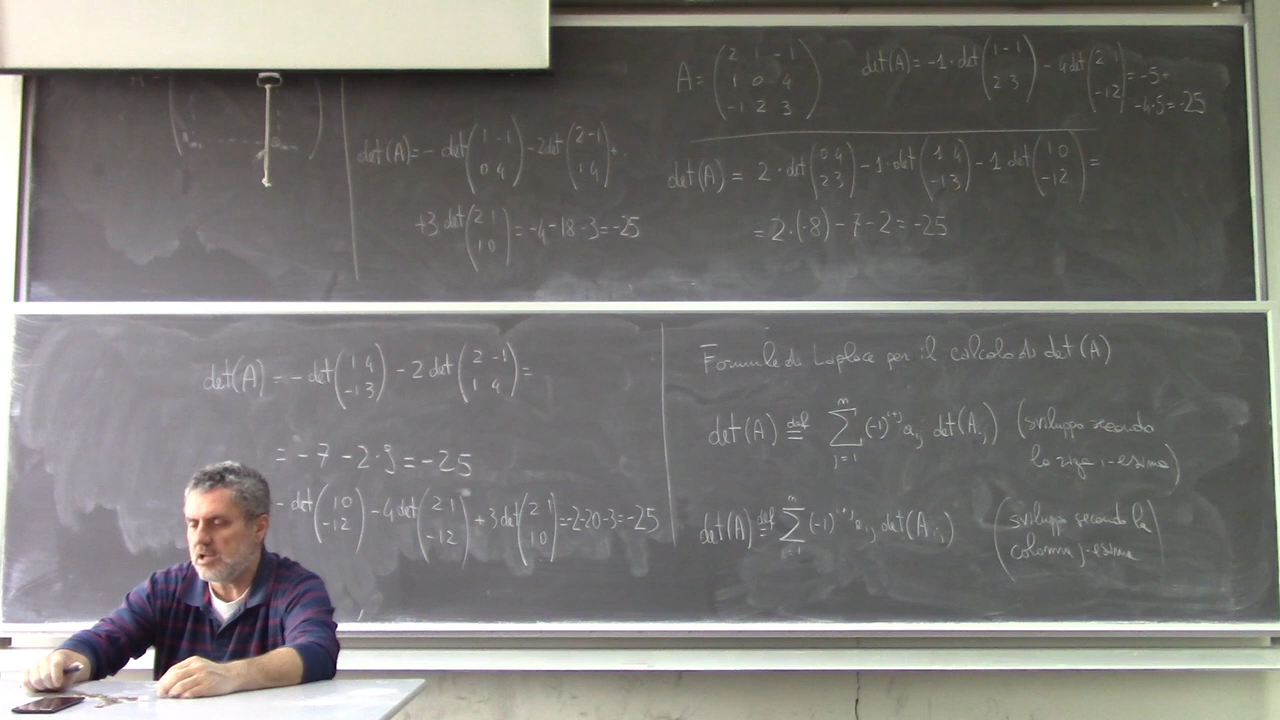 A = ( 2 1 -1
1 0 4
-1 2 3 )
det(A) = -1 · det ( 1 -1
2 3 ) - 4 det ( 2 1
-1 2 ) = -5 +
-4·5 = -25
det(A) = - det ( 1 -1
0 4 ) - 2 det ( 2 -1
1 4 ) +
+3 det ( 2 1
1 0 ) = -4 - 18 - 3 = -25
det(A) = 2 · det ( 0 4
2 3 ) - 1 · det ( 1 4
-1 3 ) - 1 det ( 1 0
-1 2 ) =
= 2·(-8) - 7 - 2 = -25
det(A) = - det ( 1 4
-1 3 ) - 2 det ( 2 -1
1 4 ) =
= -7 - 2·9 = -25
- det ( 1 0
-1 2 ) - 4 det ( 2 1
-1 2 ) + 3 det ( 2 1
1 0 ) = -2-20-3 = -25
Formule di Laplace per il calcolo di det(A)
det(A) def= ∑ j=1 n (-1)^i+j a_ij det(A_ij) (sviluppo secondo
la riga i-esima)
det(A) def= ∑ i=1 n (-1)^i+j a_ij det(A_ij) (sviluppo secondo la
colonna j-esima)